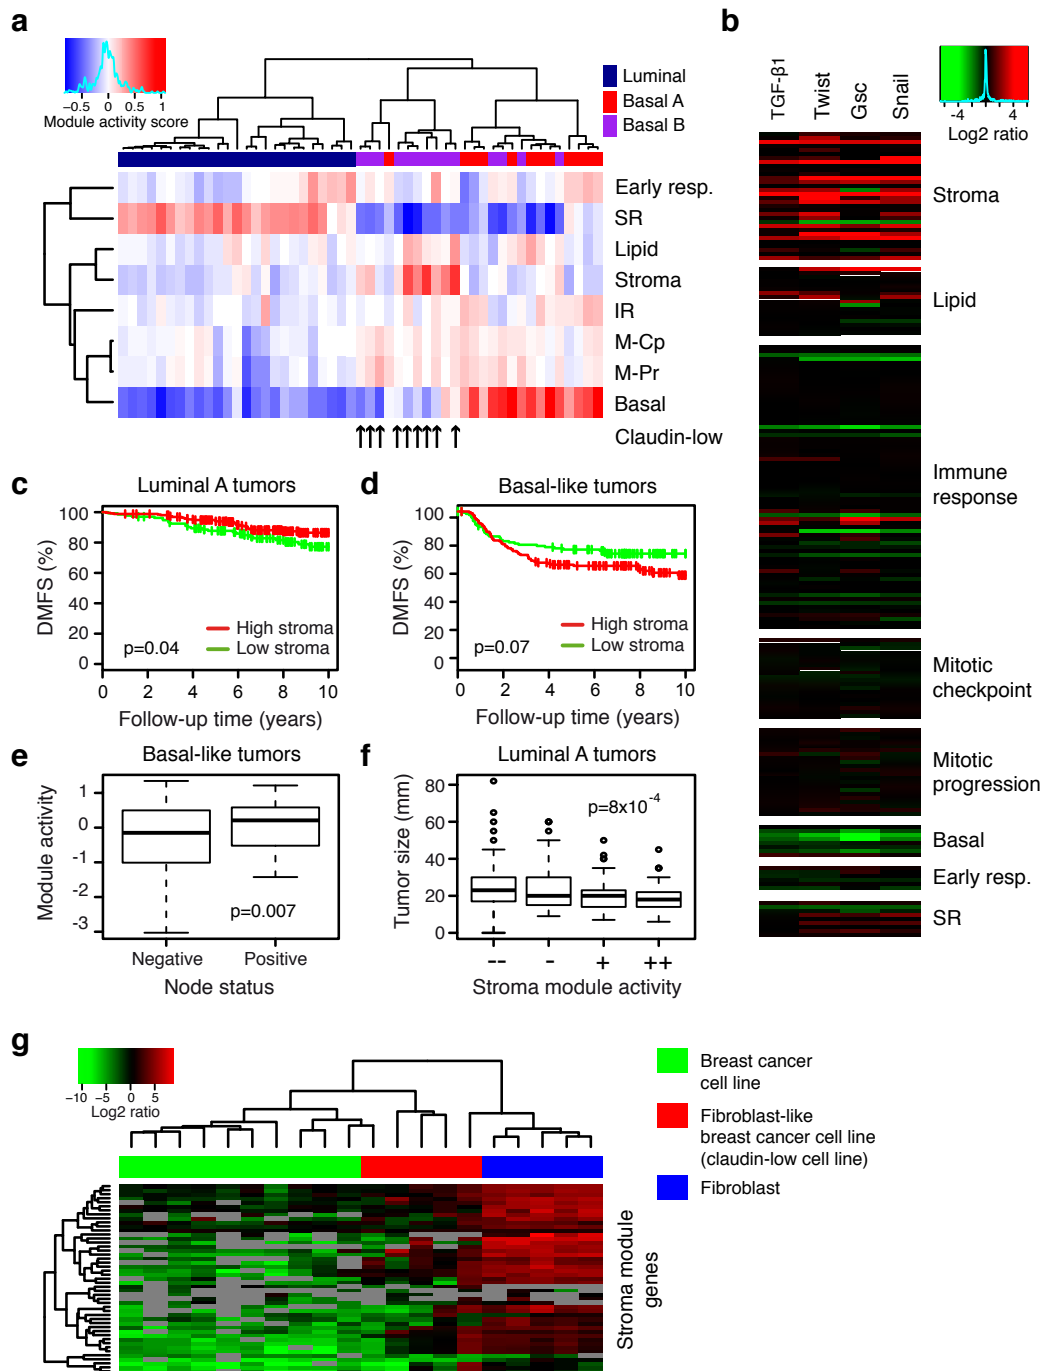 a
−0.5 0 0.5 1
Module activity score
Luminal
Basal A
Basal B
Early resp.
SR
Lipid
Stroma
IR
M-Cp
M-Pr
Basal
Claudin-low
b
TGF-β1
Twist
Gsc
Snail
−4 0 4
Log2 ratio
Stroma
Lipid
Immune
response
Mitotic
checkpoint
Mitotic
progression
Basal
Early resp.
SR
c
Luminal A tumors
DMFS (%)
100
80
60
40
20
0
High stroma
Low stroma
p=0.04
0 2 4 6 8 10
Follow-up time (years)
d
Basal-like tumors
DMFS (%)
100
80
60
40
20
0
High stroma
Low stroma
p=0.07
0 2 4 6 8 10
Follow-up time (years)
e
Basal-like tumors
Module activity
1
0
-1
-2
-3
p=0.007
Negative Positive
Node status
f
Luminal A tumors
Tumor size (mm)
80
60
40
20
0
p=8x10-4
-- - + ++
Stroma module activity
g
−10 −5 0 5
Log2 ratio
Breast cancer
cell line
Fibroblast-like
breast cancer cell line
(claudin-low cell line)
Fibroblast
Stroma module
genes